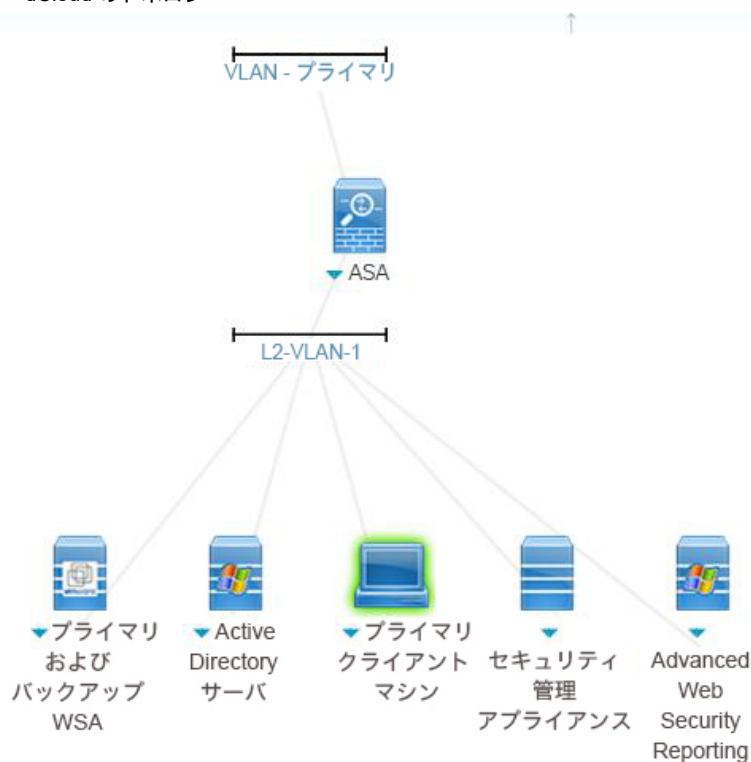 VLAN - プライマリ
ASA
L2-VLAN-1
プライマリ
および
バックアップ
WSA
Active
Directory
サーバ
プライマリ
クライアント
マシン
セキュリティ
管理
アプライアンス
Advanced
Web
Security
Reporting